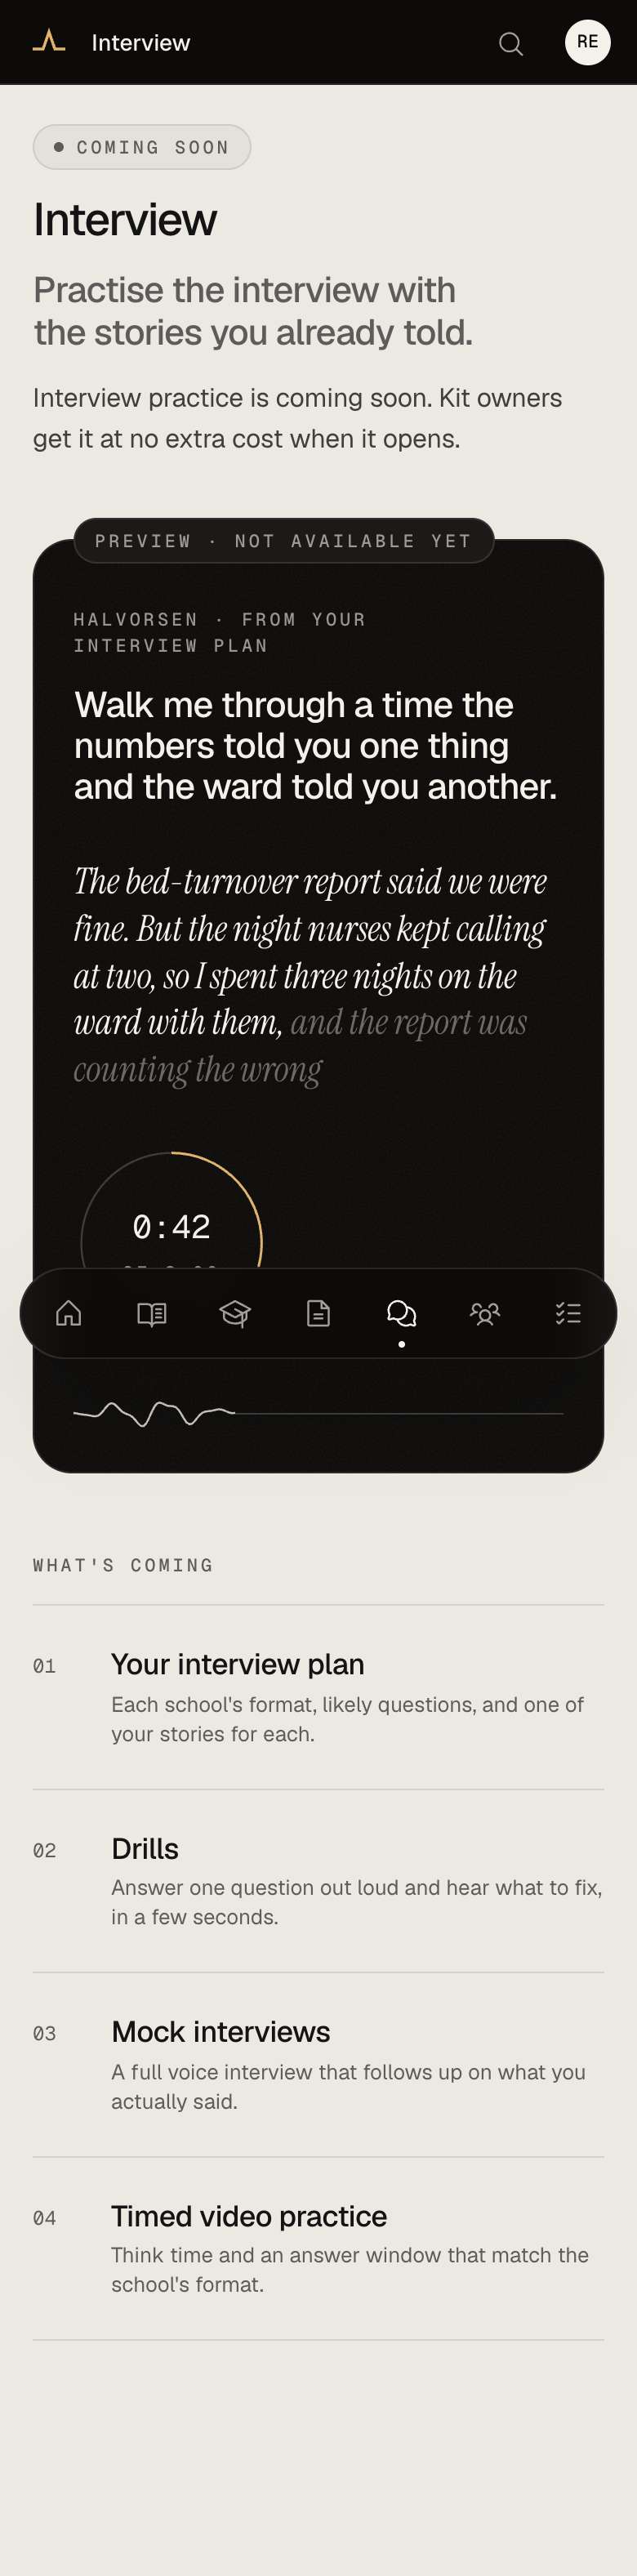 Interview
RE
COMING SOON
Interview
Practise the interview with
the stories you already told.
Interview practice is coming soon. Kit owners
get it at no extra cost when it opens.
PREVIEW · NOT AVAILABLE YET
HALVORSEN · FROM YOUR
INTERVIEW PLAN
Walk me through a time the
numbers told you one thing
and the ward told you another.
The bed-turnover report said we were
fine. But the night nurses kept calling
at two, so I spent three nights on the
ward with them, and the report was
counting the wrong
0:42
WHAT'S COMING
01
Your interview plan
Each school's format, likely questions, and one of
your stories for each.
02
Drills
Answer one question out loud and hear what to fix,
in a few seconds.
03
Mock interviews
A full voice interview that follows up on what you
actually said.
04
Timed video practice
Think time and an answer window that match the
school's format.